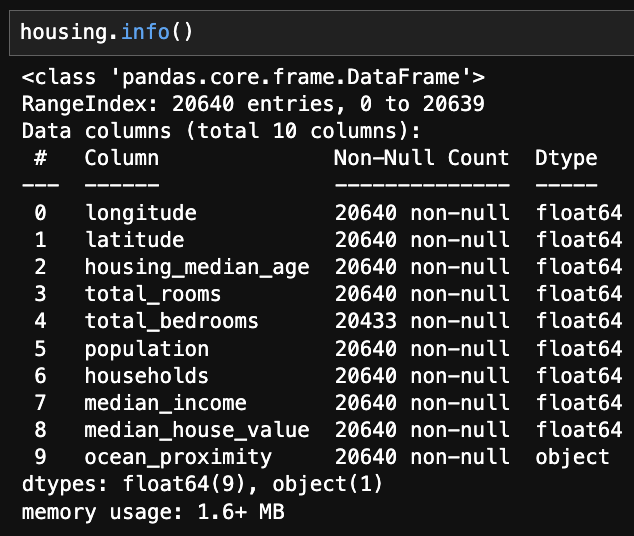 housing.info()
<class 'pandas.core.frame.DataFrame'>
RangeIndex: 20640 entries, 0 to 20639
Data columns (total 10 columns):
 #   Column              Non-Null Count  Dtype
---  ------              --------------  -----
 0   longitude           20640 non-null  float64
 1   latitude            20640 non-null  float64
 2   housing_median_age  20640 non-null  float64
 3   total_rooms         20640 non-null  float64
 4   total_bedrooms      20433 non-null  float64
 5   population          20640 non-null  float64
 6   households          20640 non-null  float64
 7   median_income       20640 non-null  float64
 8   median_house_value  20640 non-null  float64
 9   ocean_proximity     20640 non-null  object
dtypes: float64(9), object(1)
memory usage: 1.6+ MB